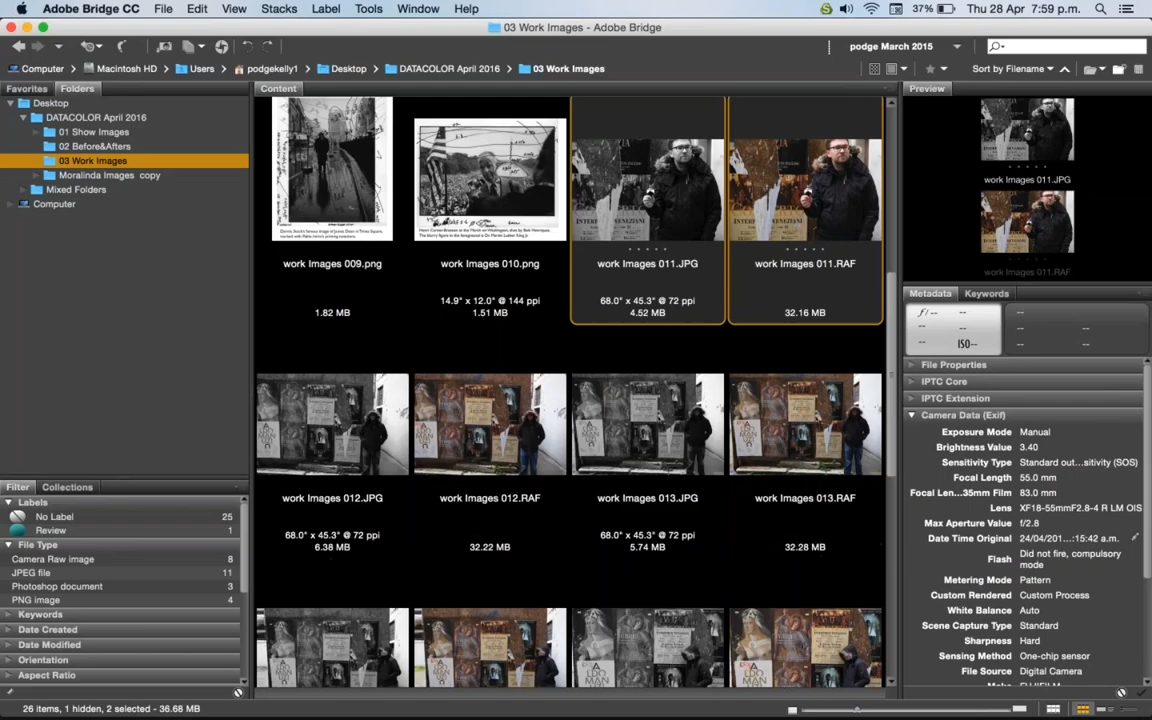 Adobe Bridge CC File Edit View Stacks Label Tools Window Help 37% Thu 28 Apr 7:59 p.m.
03 Work Images - Adobe Bridge
podge March 2015
Computer Macintosh HD Users podgekelly1 Desktop DATACOLOR April 2016 03 Work Images Sort by Filename
Favorites Folders
Desktop
DATACOLOR April 2016
01 Show Images
02 Before&Afters
03 Work Images
Moralinda Images copy
Mixed Folders
Computer
Content
work Images 009.png
1.82 MB
work Images 010.png
14.9" x 12.0" @ 144 ppi
1.51 MB
work Images 011.JPG
68.0" x 45.3" @ 72 ppi
4.52 MB
work Images 011.RAF
32.16 MB
work Images 012.JPG
68.0" x 45.3" @ 72 ppi
6.38 MB
work Images 012.RAF
32.22 MB
work Images 013.JPG
68.0" x 45.3" @ 72 ppi
5.74 MB
work Images 013.RAF
32.28 MB
Preview
work Images 011.JPG
work Images 011.RAF
Filter Collections
Labels
No Label 25
Review 1
File Type
Camera Raw image 8
JPEG file 11
Photoshop document 3
PNG image 4
Keywords
Date Created
Date Modified
Orientation
Aspect Ratio
Metadata Keywords
f/-- --
-- --
-- ISO--
--
-- --
-- --
File Properties
IPTC Core
IPTC Extension
Camera Data (Exif)
Exposure Mode Manual
Brightness Value 3.40
Sensitivity Type Standard out...sitivity (SOS)
Focal Length 55.0 mm
Focal Len...35mm Film 83.0 mm
Lens XF18-55mmF2.8-4 R LM OIS
Max Aperture Value f/2.8
Date Time Original 24/04/201...:15:42 a.m.
Flash Did not fire, compulsory
mode
Metering Mode Pattern
Custom Rendered Custom Process
White Balance Auto
Scene Capture Type Standard
Sharpness Hard
Sensing Method One-chip sensor
File Source Digital Camera
26 items, 1 hidden, 2 selected - 36.68 MB